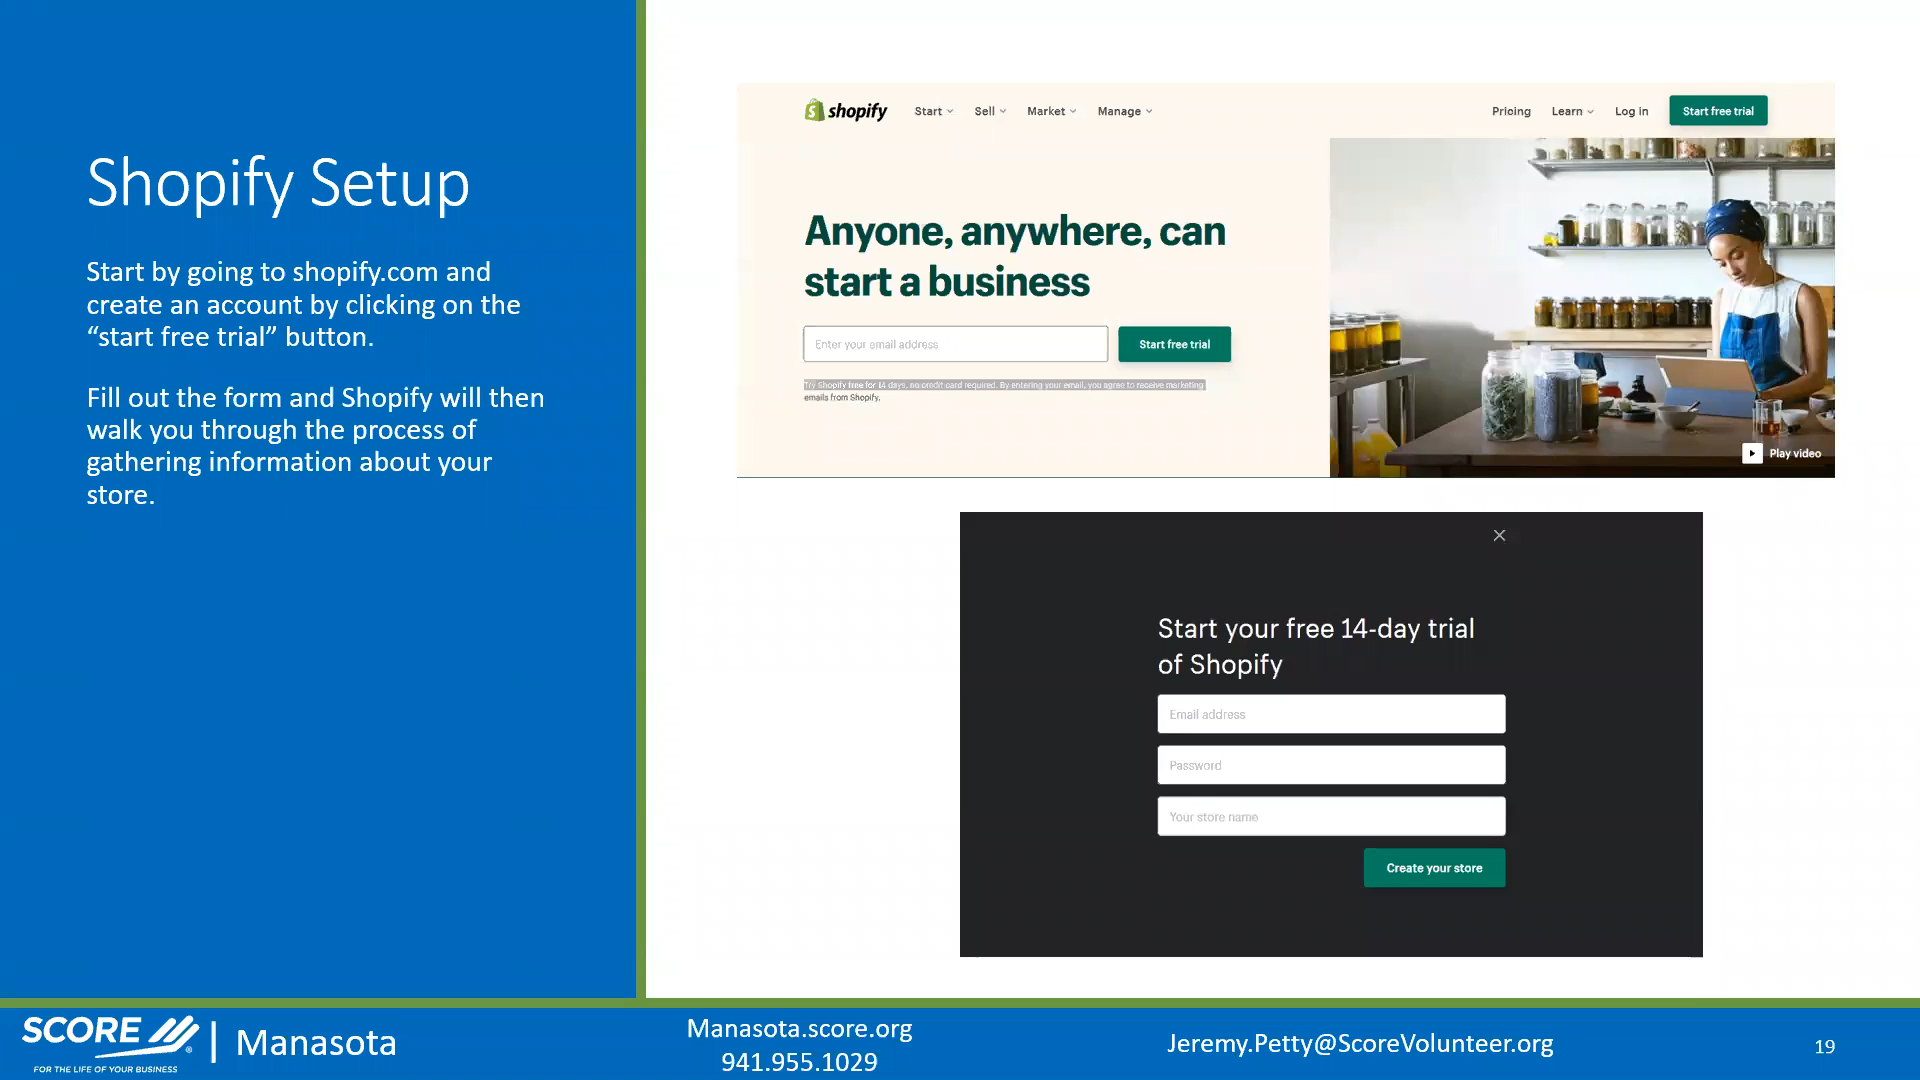 Shopify Setup
Start by going to shopify.com and
create an account by clicking on the
“start free trial” button.
Fill out the form and Shopify will then
walk you through the process of
gathering information about your
store.
shopify Start Sell Market Manage Pricing Learn Log in Start free trial
Anyone, anywhere, can
start a business
Enter your email address Start free trial
Try Shopify free for 14 days, no credit card required. By entering your email, you agree to receive marketing
emails from Shopify.
Play video
Start your free 14-day trial
of Shopify
Email address
Password
Your store name
Create your store
SCORE | Manasota
FOR THE LIFE OF YOUR BUSINESS
Manasota.score.org
941.955.1029
Jeremy.Petty@ScoreVolunteer.org
19